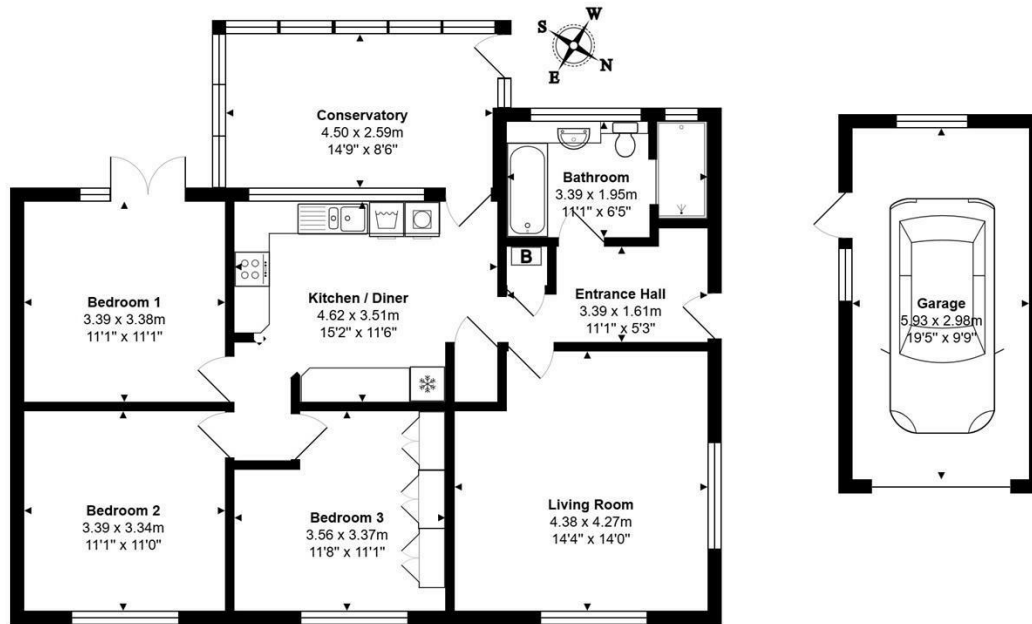 W
S
N
E
Conservatory
4.50 x 2.59m
14'9" x 8'6"
Bathroom
3.39 x 1.95m
11'1" x 6'5"
B
Bedroom 1
3.39 x 3.38m
11'1" x 11'1"
Kitchen / Diner
4.62 x 3.51m
15'2" x 11'6"
Entrance Hall
3.39 x 1.61m
11'1" x 5'3"
Garage
5.93 x 2.98m
19'5" x 9'9"
Bedroom 2
3.39 x 3.34m
11'1" x 11'0"
Bedroom 3
3.56 x 3.37m
11'8" x 11'1"
Living Room
4.38 x 4.27m
14'4" x 14'0"